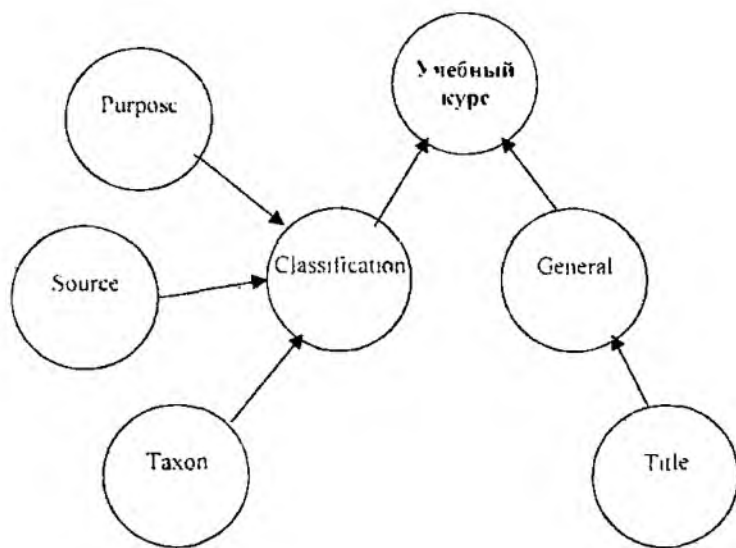 Учебный
курс
Purpose
Classification
General
Source
Taxon
Title